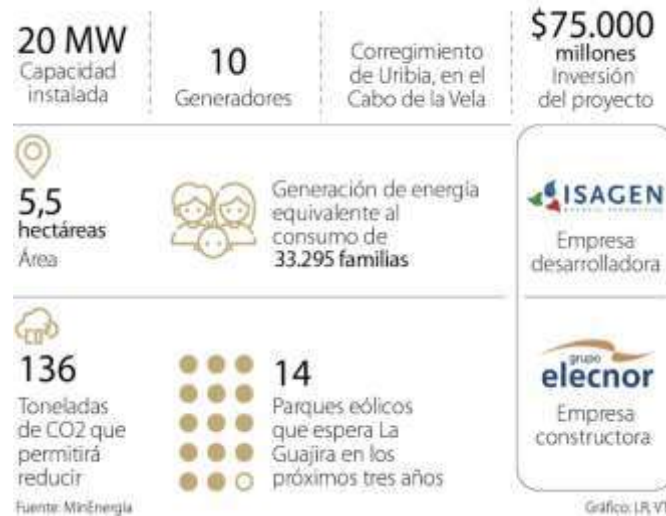 20 MW
Capacidad
instalada
10
Generadores
Corregimiento
de Uribia, en el
Cabo de la Vela
$75.000
millones
Inversión
del proyecto
5,5
hectáreas
Área
Generación de energía
equivalente al
consumo de
33.295 familias
ISAGEN
Empresa
desarrolladora
136
Toneladas
de CO2 que
permitirá
reducir
14
Parques eólicos
que espera La
Guajira en los
próximos tres años
grupo
elecnor
Empresa
constructora
Fuente: MinEnergía
Gráfico: LR, VT